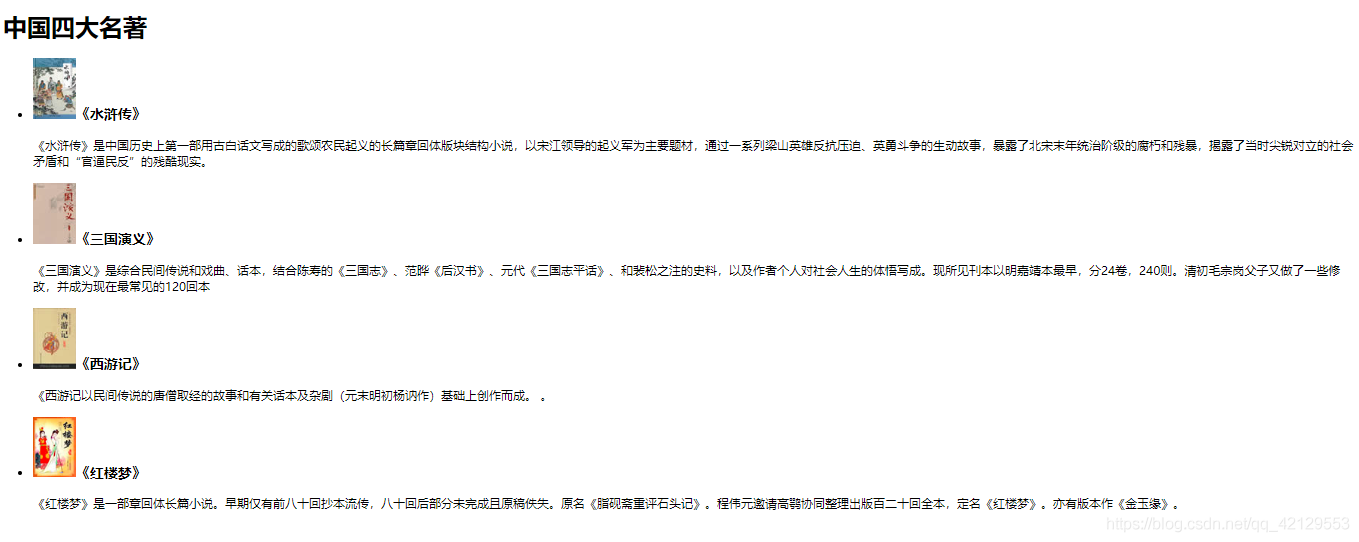 中国四大名著
《水浒传》
《水浒传》是中国历史上第一部用古白话文写成的歌颂农民起义的长篇章回体版块结构小说，以宋江领导的起义军为主要题材，通过一系列梁山英雄反抗压迫、英勇斗争的生动故事，暴露了北宋末年统治阶级的腐朽和残暴，揭露了当时尖锐对立的社会
矛盾和“官逼民反”的残酷现实。
三国演义
《三国演义》
《三国演义》是综合民间传说和戏曲、话本，结合陈寿的《三国志》、范晔《后汉书》、元代《三国志平话》、和裴松之注的史料，以及作者个人对社会人生的体悟写成。现所见刊本以明嘉靖本最早，分24卷，240则。清初毛宗岗父子又做了一些修
改，并成为现在最常见的120回本
西游记
《西游记》
《西游记以民间传说的唐僧取经的故事和有关话本及杂剧（元末明初杨讷作）基础上创作而成。 。
红楼梦
《红楼梦》
《红楼梦》是一部章回体长篇小说。早期仅有前八十回抄本流传，八十回后部分未完成且原稿佚失。原名《脂砚斋重评石头记》。程伟元邀请高鹗协同整理出版百二十回全本，定名《红楼梦》。亦有版本作《金玉缘》。
https://blog.csdn.net/qq_42129553